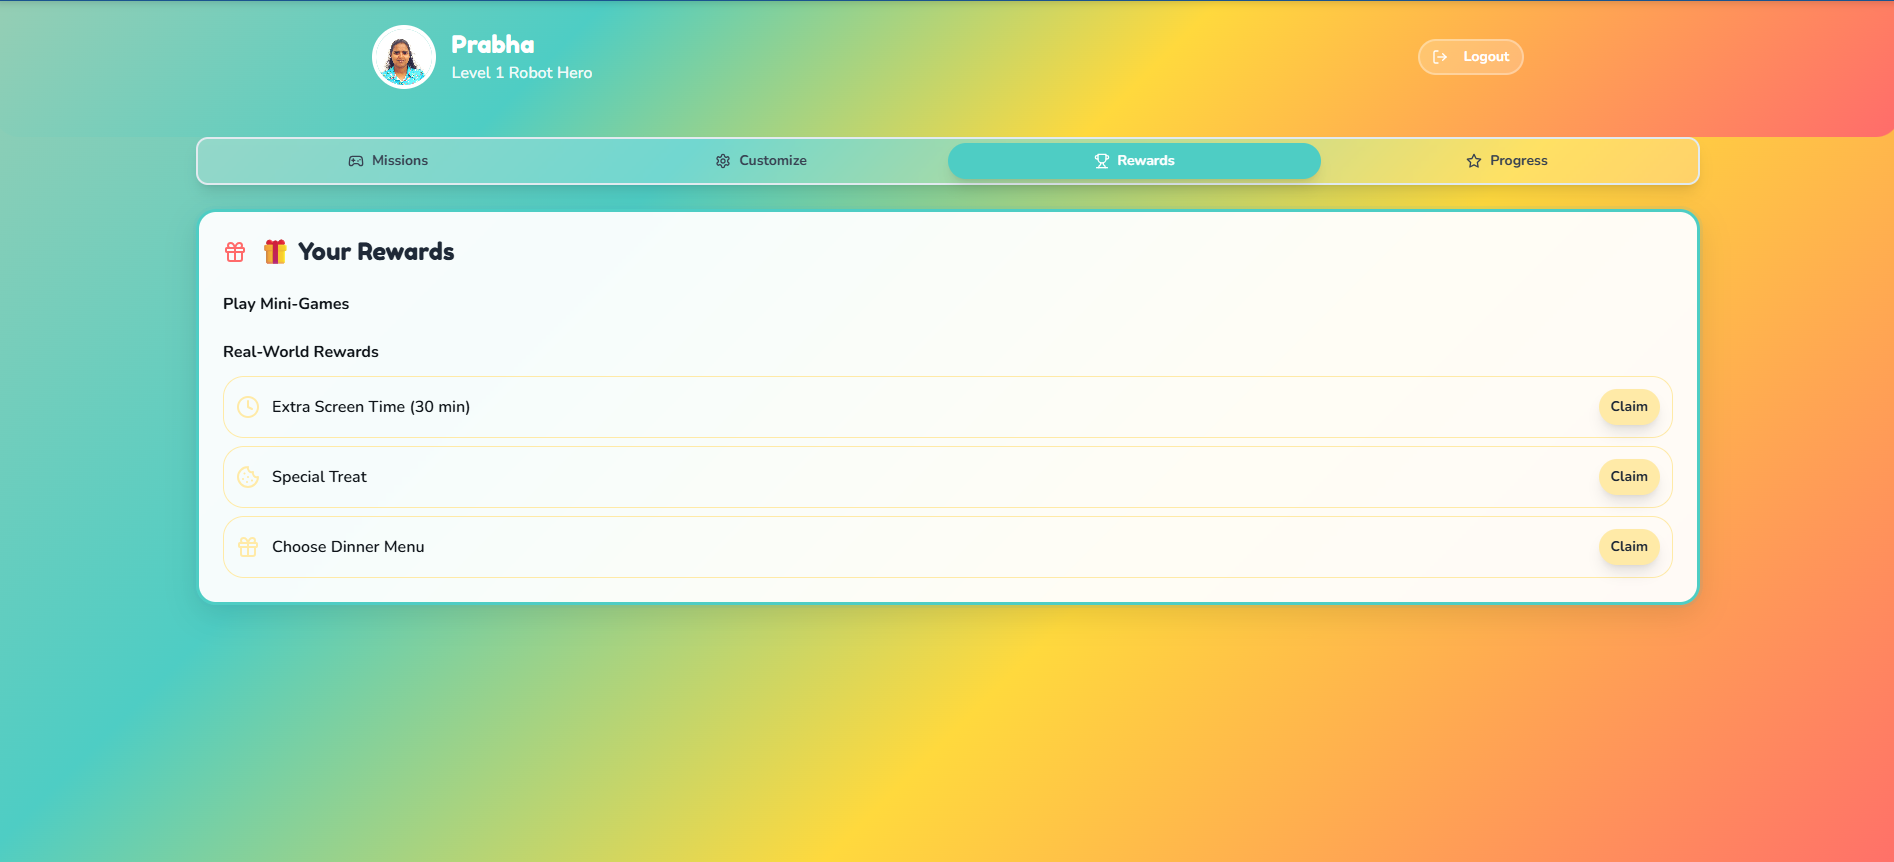 Prabha
Level 1 Robot Hero
Logout
Missions
Customize
Rewards
Progress
Your Rewards
Play Mini-Games
Real-World Rewards
Extra Screen Time (30 min)
Claim
Special Treat
Claim
Choose Dinner Menu
Claim